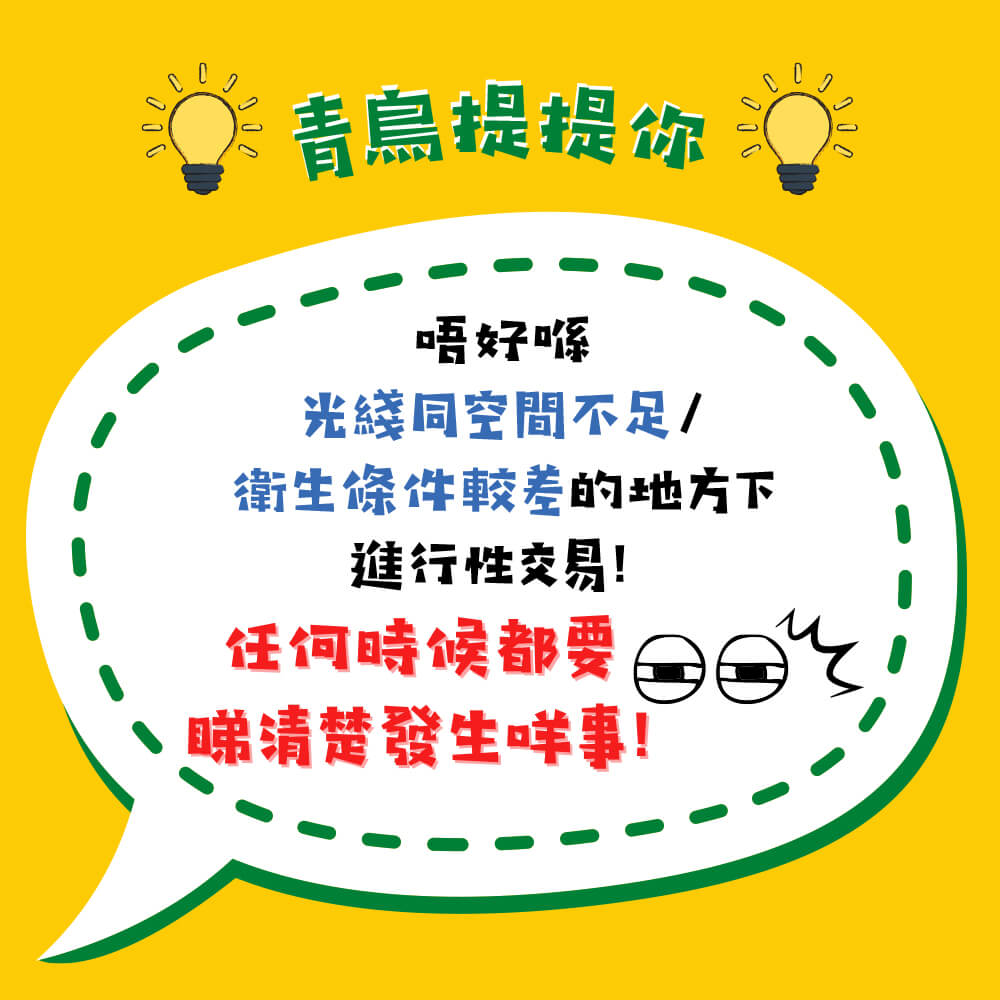 青鳥提提你
唔好喺
光綫同空間不足/
衛生條件較差的地方下
進行性交易!
任何時候都要
睇清楚發生咩事!